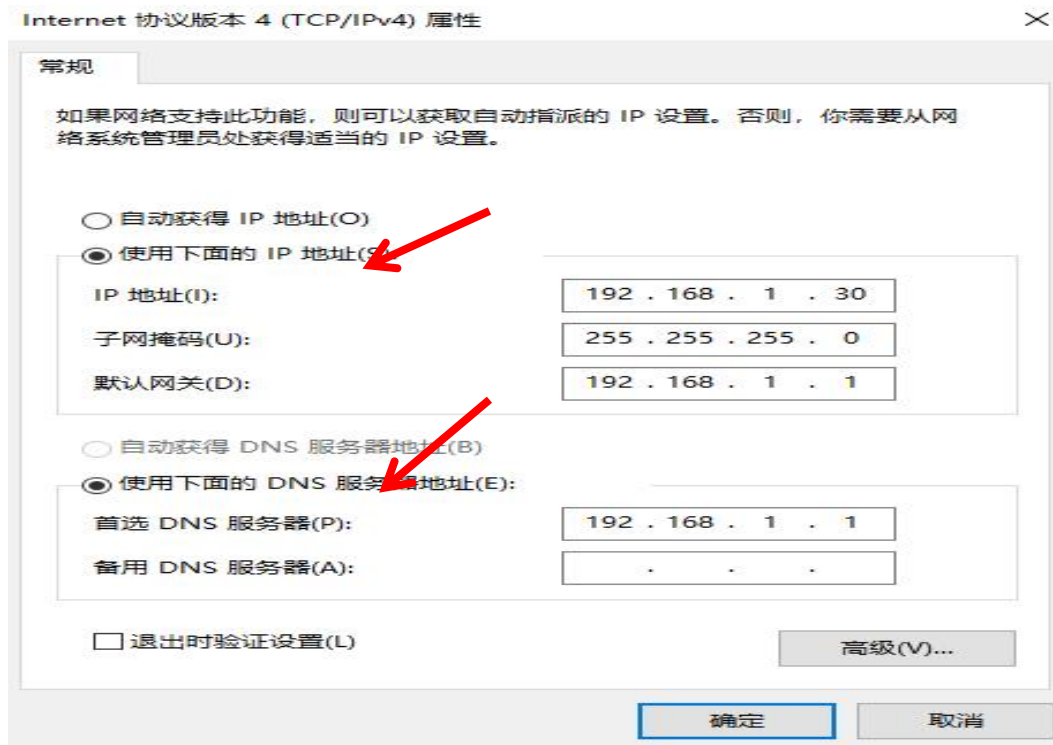 Internet 协议版本 4 (TCP/IPv4) 属性
常规
如果网络支持此功能，则可以获取自动指派的 IP 设置。否则，你需要从网
络系统管理员处获得适当的 IP 设置。
自动获得 IP 地址(O)
使用下面的 IP 地址(S):
IP 地址(I): 192 . 168 . 1 . 30
子网掩码(U): 255 . 255 . 255 . 0
默认网关(D): 192 . 168 . 1 . 1
自动获得 DNS 服务器地址(B)
使用下面的 DNS 服务器地址(E):
首选 DNS 服务器(P): 192 . 168 . 1 . 1
备用 DNS 服务器(A): . . .
退出时验证设置(L)
高级(V)...
确定 取消